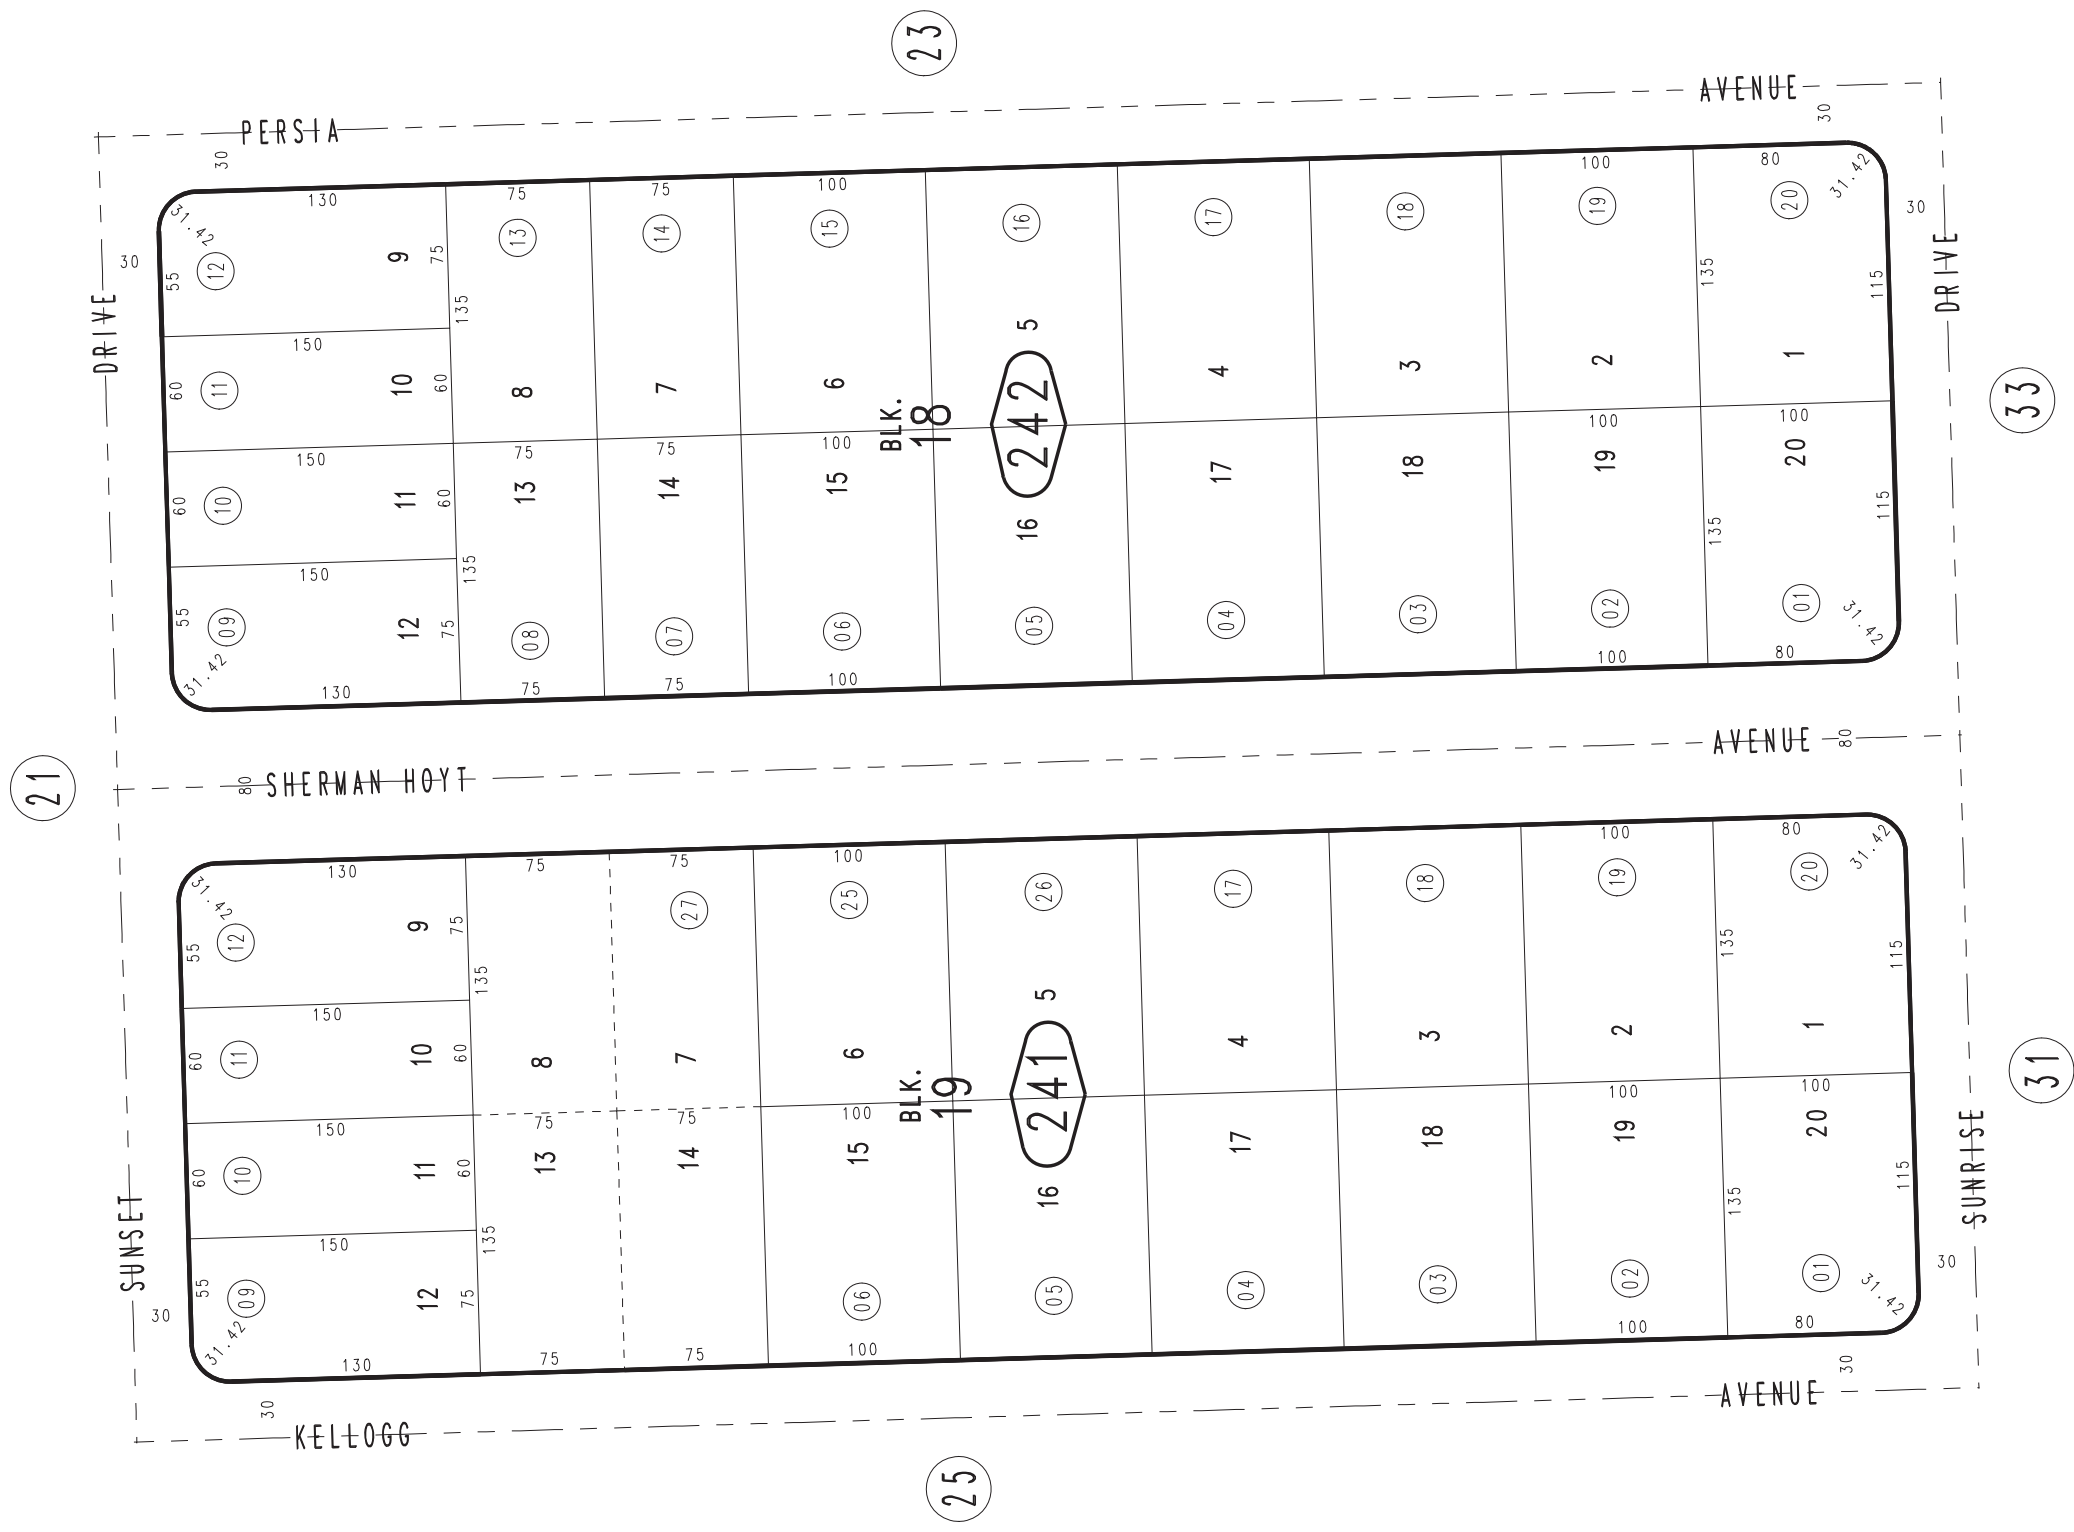 23
PERSIA AVENUE
30 30
130 75 75 100 100 80
31.42 31.42
12 13 14 15 16 17 18 19 20
30 30
55 9 75 135 135 115
DRIVE DRIVE
150
60 11 10 60 8 7 6 5 4 3 2 1
BLK.
18
242
33
150 75 75 100 100 100
60 10 11 60 13 14 15 16 17 18 19 20
135 135 115
150
55 09 12 75 08 07 06 05 04 03 02 01
31.42 31.42
130 75 75 100 100 80
21
SHERMAN HOYT AVENUE
80 80
130 75 75 100 100 80
31.42 31.42
12 27 25 26 17 18 19 20
55 9 75 135 135 115
150
60 11 10 60 8 7 6 5 4 3 2 1
BLK.
19
241
31
150 75 75 100 100 100
60 10 11 60 13 14 15 16 17 18 19 20
135 135 115
150
SUNSET SUNRISE
55 09 12 75 06 05 04 03 02 01
31.42 31.42
30 30
130 75 75 100 100 80
30 30
KELLOGG AVENUE
25